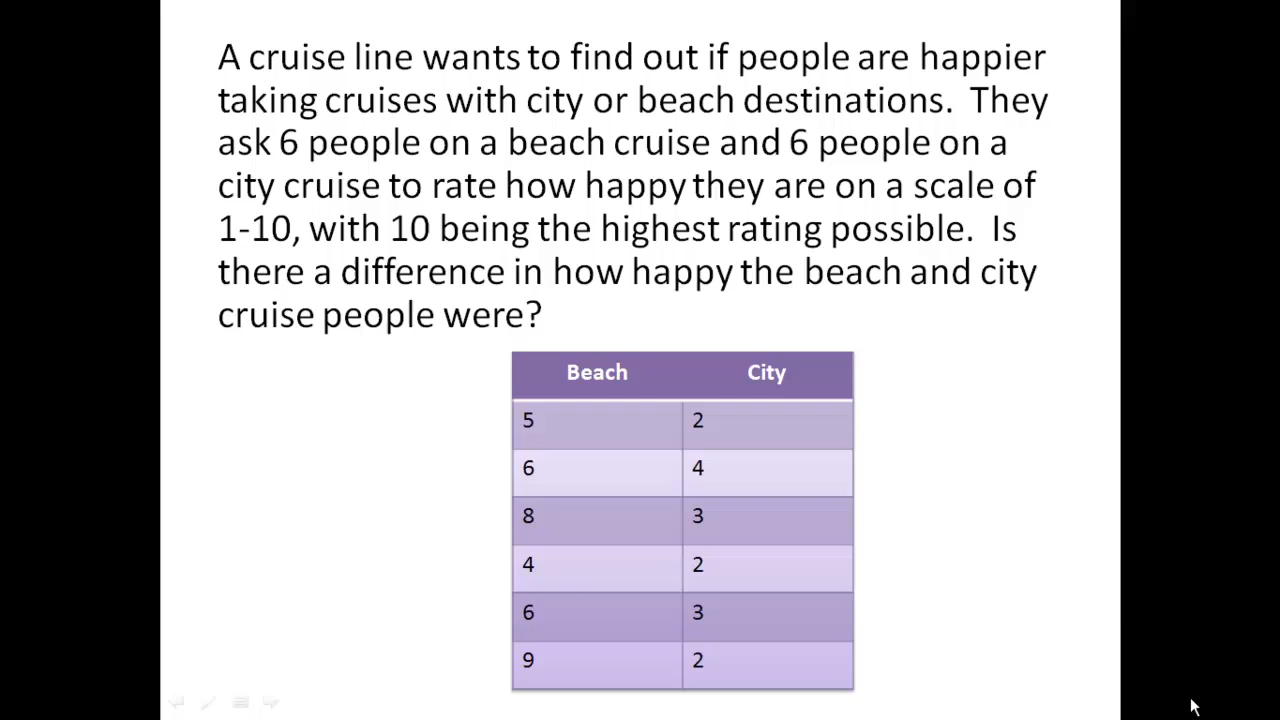 A cruise line wants to find out if people are happier
taking cruises with city or beach destinations.  They
ask 6 people on a beach cruise and 6 people on a
city cruise to rate how happy they are on a scale of
1-10, with 10 being the highest rating possible.  Is
there a difference in how happy the beach and city
cruise people were?
Beach City
5 2
6 4
8 3
4 2
6 3
9 2